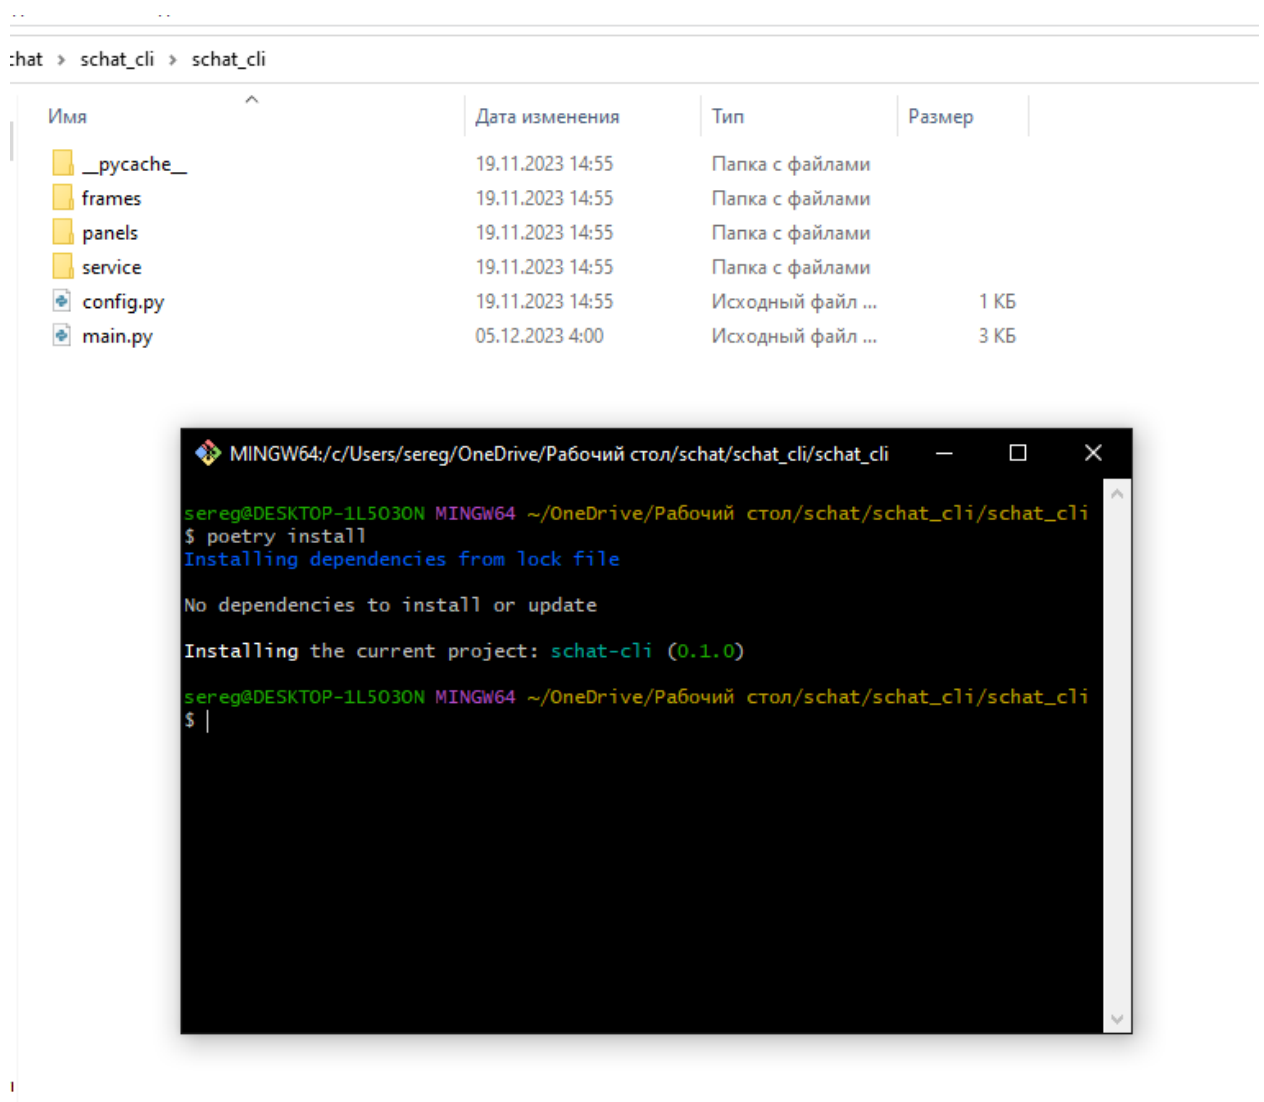 schat_cli > schat_cli
Имя Дата изменения Тип Размер
__pycache__ 19.11.2023 14:55 Папка с файлами
frames 19.11.2023 14:55 Папка с файлами
panels 19.11.2023 14:55 Папка с файлами
service 19.11.2023 14:55 Папка с файлами
config.py 19.11.2023 14:55 Исходный файл ... 1 КБ
main.py 05.12.2023 4:00 Исходный файл ... 3 КБ
MINGW64:/c/Users/sereg/OneDrive/Рабочий стол/schat/schat_cli/schat_cli
sereg@DESKTOP-1L5O3ON MINGW64 ~/OneDrive/Рабочий стол/schat/schat_cli/schat_cli
$ poetry install
Installing dependencies from lock file
No dependencies to install or update
Installing the current project: schat-cli (0.1.0)
sereg@DESKTOP-1L5O3ON MINGW64 ~/OneDrive/Рабочий стол/schat/schat_cli/schat_cli
$